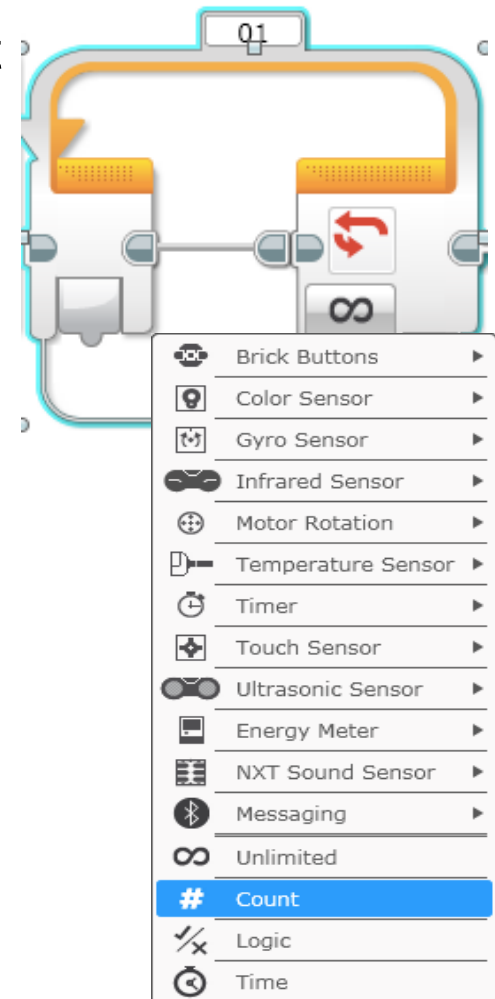 01
Brick Buttons
Color Sensor
Gyro Sensor
Infrared Sensor
Motor Rotation
Temperature Sensor
Timer
Touch Sensor
Ultrasonic Sensor
Energy Meter
NXT Sound Sensor
Messaging
∞ Unlimited
# Count
Logic
Time